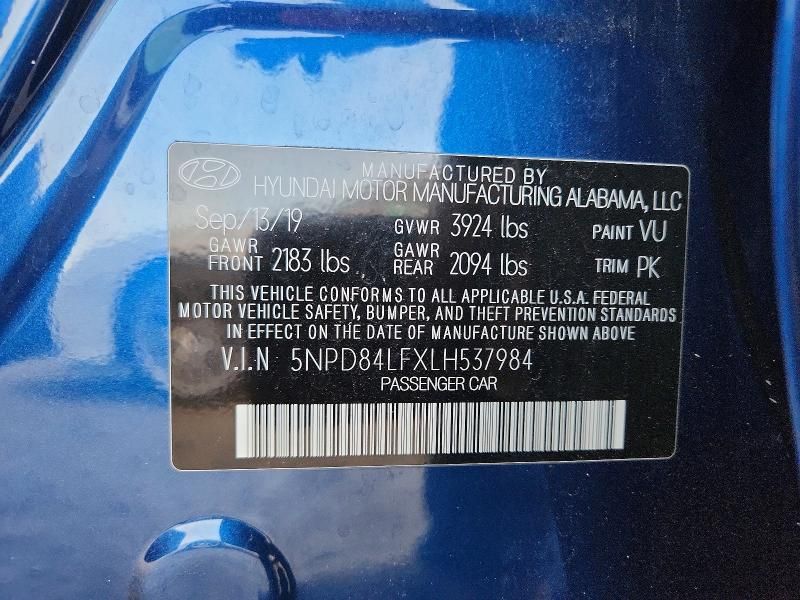 MANUFACTURED BY
HYUNDAI MOTOR MANUFACTURING ALABAMA, LLC
Sep/13/19 GVWR 3924 lbs PAINT VU
GAWR FRONT 2183 lbs GAWR REAR 2094 lbs TRIM PK
THIS VEHICLE CONFORMS TO ALL APPLICABLE U.S.A. FEDERAL
MOTOR VEHICLE SAFETY, BUMPER, AND THEFT PREVENTION STANDARDS
IN EFFECT ON THE DATE OF MANUFACTURE SHOWN ABOVE
V.I.N 5NPD84LFXLH537984
PASSENGER CAR